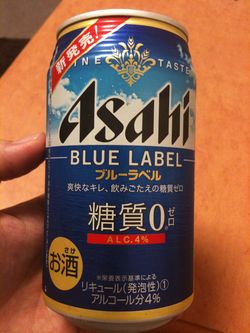 新発売!
FINE TASTE
Asahi
BLUE LABEL
ブルーラベル
爽快なキレ、飲みごたえの糖質ゼロ
糖質0ゼロ
ALC.4%
お酒
さけ
※栄養表示基準による
リキュール(発泡性)①
アルコール分4%